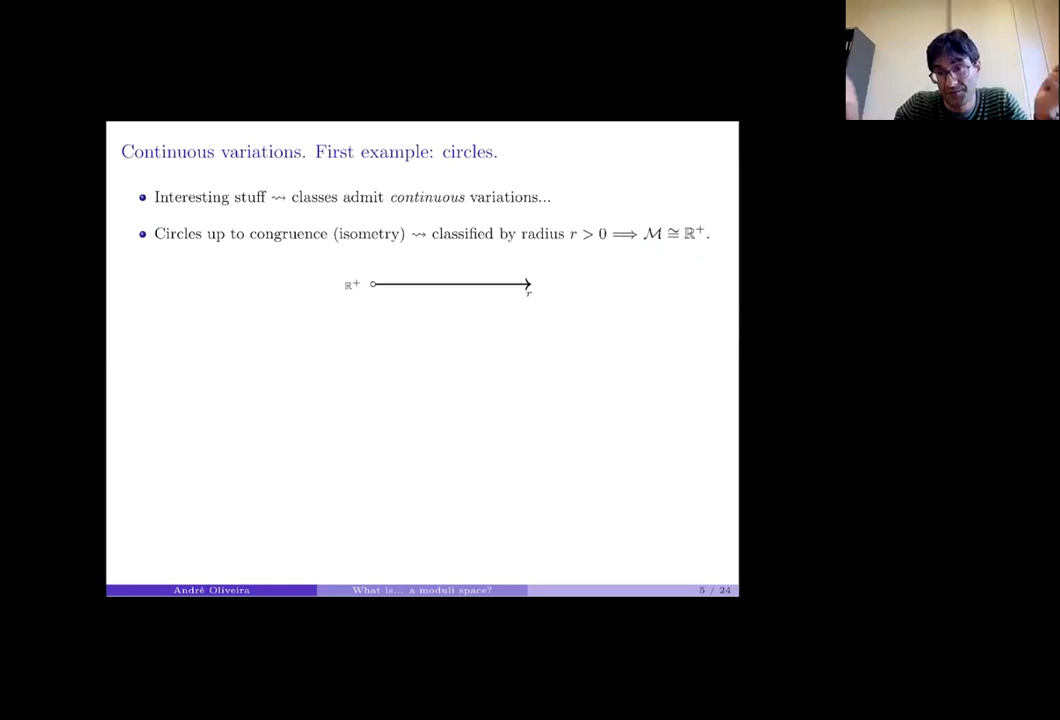 Continuous variations. First example: circles.
Interesting stuff ⇝ classes admit continuous variations...
Circles up to congruence (isometry) ⇝ classified by radius r > 0 ⟹ ℳ ≅ ℝ⁺.
ℝ⁺
r
André Oliveira What is... a moduli space? 5 / 24